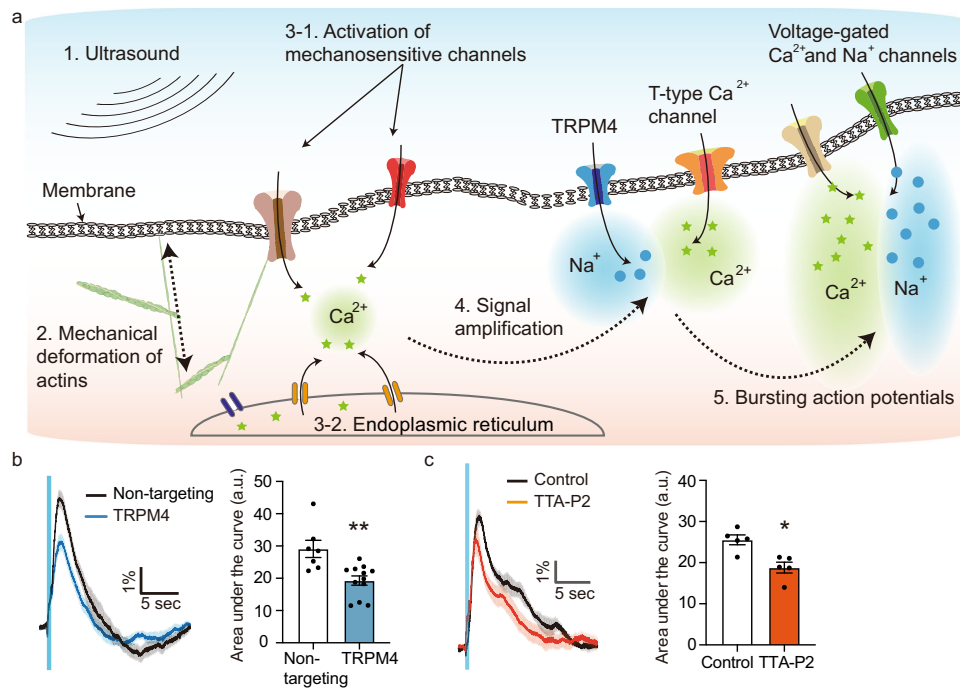 a
1. Ultrasound
3-1. Activation of
mechanosensitive channels
Voltage-gated
Ca²⁺and Na⁺ channels
T-type Ca²⁺
channel
TRPM4
Membrane
Na⁺
Ca²⁺
Ca²⁺
Na⁺
Ca²⁺
4. Signal
amplification
2. Mechanical
deformation of
actins
5. Bursting action potentials
3-2. Endoplasmic reticulum
b
Non-targeting
TRPM4
1%
5 sec
Area under the curve (a.u.)
50
40
30
20
10
0
**
Non-
targeting
TRPM4
c
Control
TTA-P2
1%
5 sec
Area under the curve (a.u.)
40
30
20
10
0
*
Control
TTA-P2